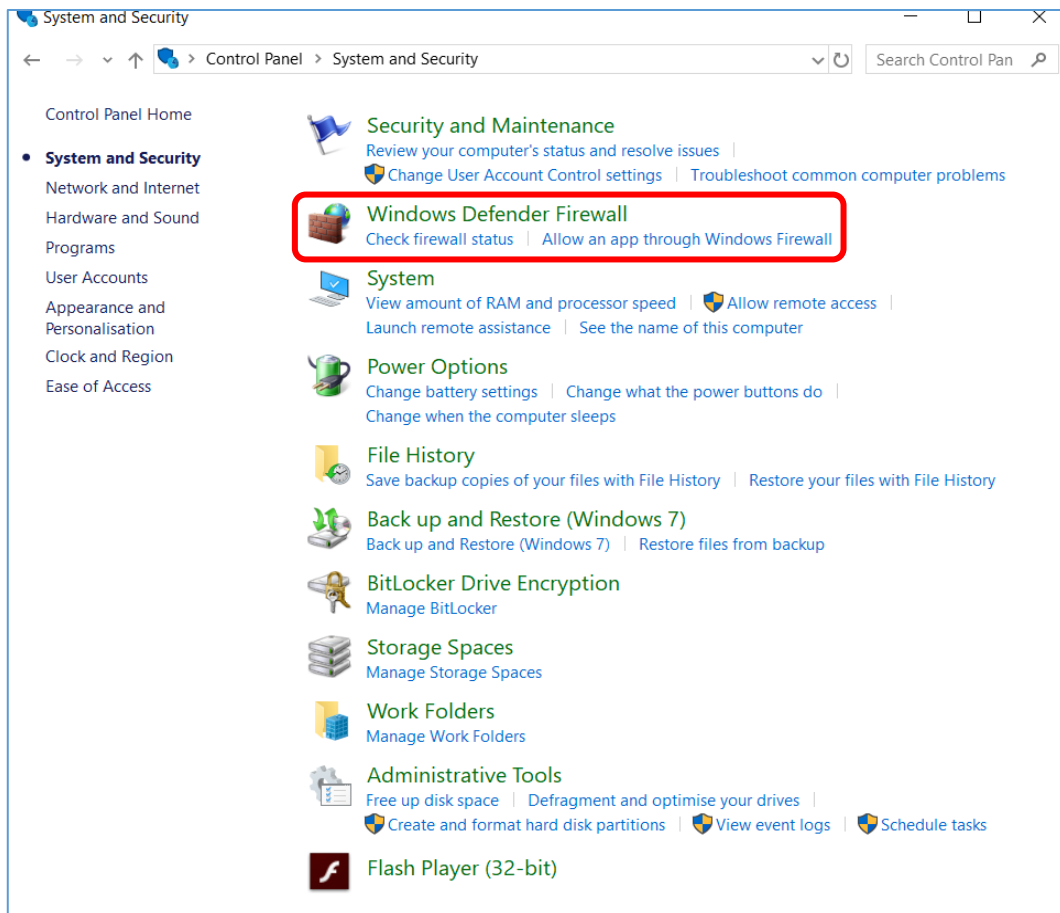 System and Security
Control Panel > System and Security
Search Control Pan
Control Panel Home
System and Security
Network and Internet
Hardware and Sound
Programs
User Accounts
Appearance and
Personalisation
Clock and Region
Ease of Access
Security and Maintenance
Review your computer's status and resolve issues
Change User Account Control settings
Troubleshoot common computer problems
Windows Defender Firewall
Check firewall status
Allow an app through Windows Firewall
System
View amount of RAM and processor speed
Allow remote access
Launch remote assistance
See the name of this computer
Power Options
Change battery settings
Change what the power buttons do
Change when the computer sleeps
File History
Save backup copies of your files with File History
Restore your files with File History
Back up and Restore (Windows 7)
Back up and Restore (Windows 7)
Restore files from backup
BitLocker Drive Encryption
Manage BitLocker
Storage Spaces
Manage Storage Spaces
Work Folders
Manage Work Folders
Administrative Tools
Free up disk space
Defragment and optimise your drives
Create and format hard disk partitions
View event logs
Schedule tasks
Flash Player (32-bit)